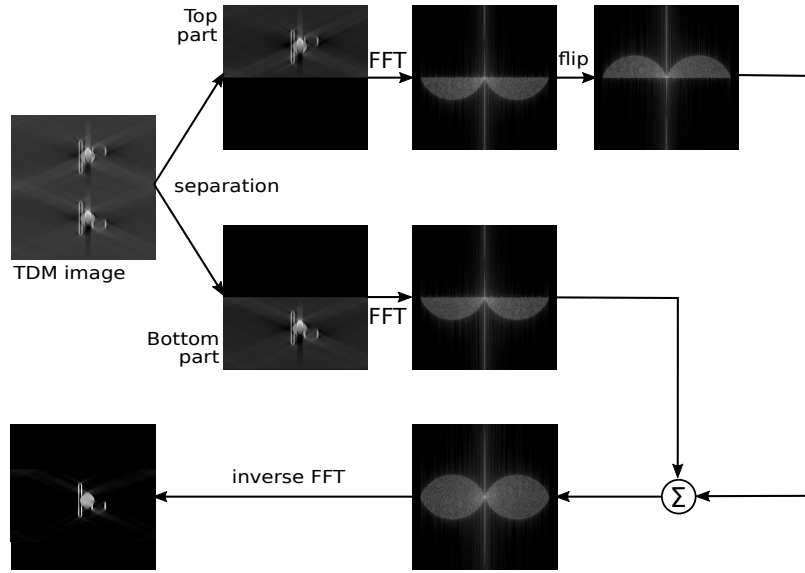 Top
part
FFT
flip
separation
TDM image
FFT
Bottom
part
inverse FFT
Σ